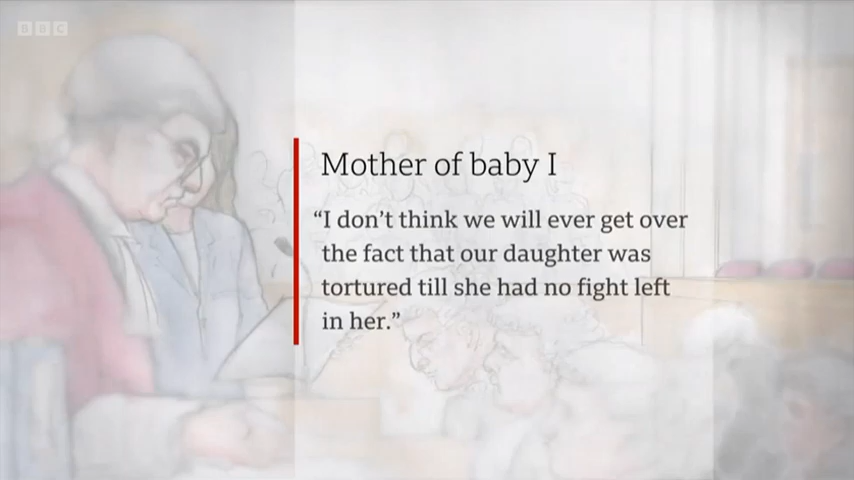 BBC
Mother of baby I
“I don’t think we will ever get over
the fact that our daughter was
tortured till she had no fight left
in her.”